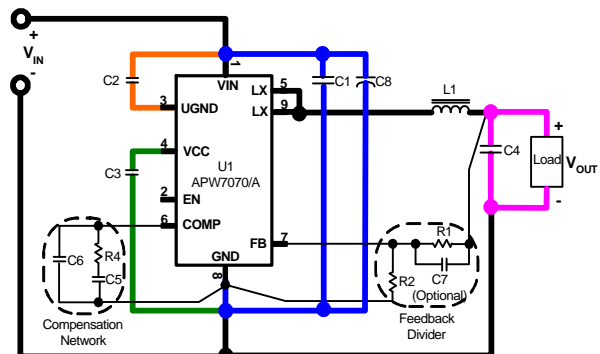 +
V_IN
-
C2
1
VIN
3
UGND
LX
5
LX
9
C1
C8
L1
+
C4
Load
V_OUT
-
4
VCC
C3
U1
APW7070/A
2
EN
6
COMP
FB
7
GND
8
C6
R4
C5
Compensation
Network
R1
R2
C7
(Optional)
Feedback
Divider